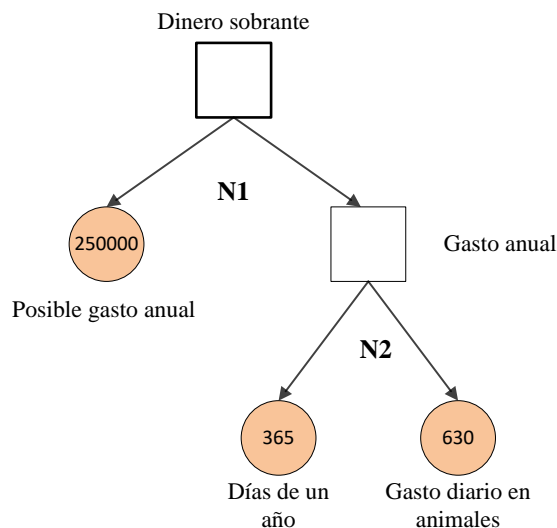 Dinero sobrante
N1
250000
Gasto anual
Posible gasto anual
N2
365
630
Días de un
año
Gasto diario en
animales